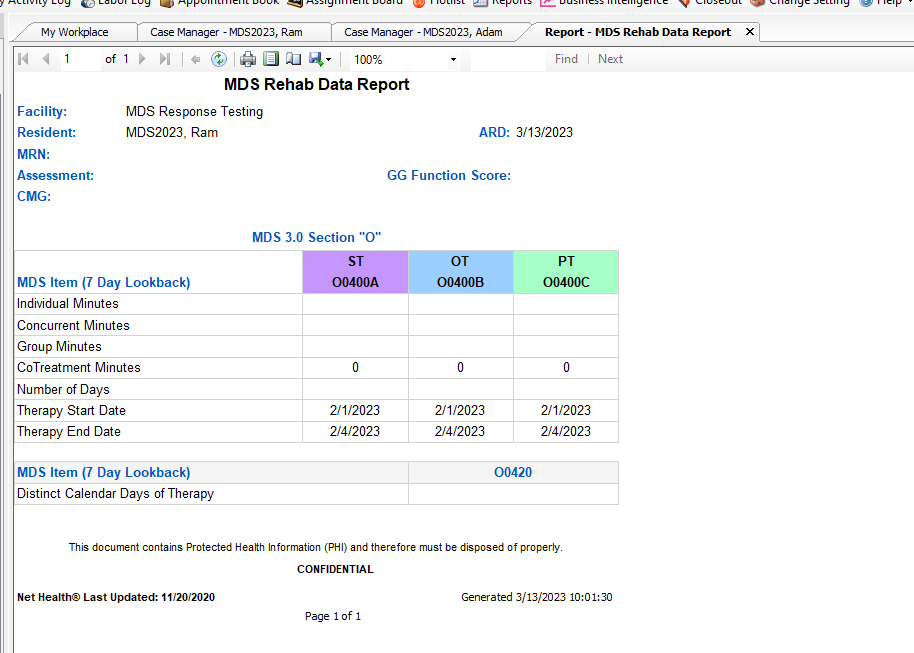 Activity Log Labor Log Appointment Book Assignment Board Hotlist Reports Business Intelligence Closeout Change Setting Help
My Workplace Case Manager - MDS2023, Ram Case Manager - MDS2023, Adam Report - MDS Rehab Data Report
1 of 1 100% Find | Next
MDS Rehab Data Report
Facility: MDS Response Testing
Resident: MDS2023, Ram ARD: 3/13/2023
MRN:
Assessment: GG Function Score:
CMG:
MDS 3.0 Section "O"
ST OT PT
MDS Item (7 Day Lookback) O0400A O0400B O0400C
Individual Minutes
Concurrent Minutes
Group Minutes
CoTreatment Minutes 0 0 0
Number of Days
Therapy Start Date 2/1/2023 2/1/2023 2/1/2023
Therapy End Date 2/4/2023 2/4/2023 2/4/2023
MDS Item (7 Day Lookback) O0420
Distinct Calendar Days of Therapy
This document contains Protected Health Information (PHI) and therefore must be disposed of properly.
CONFIDENTIAL
Net Health® Last Updated: 11/20/2020 Generated 3/13/2023 10:01:30
Page 1 of 1